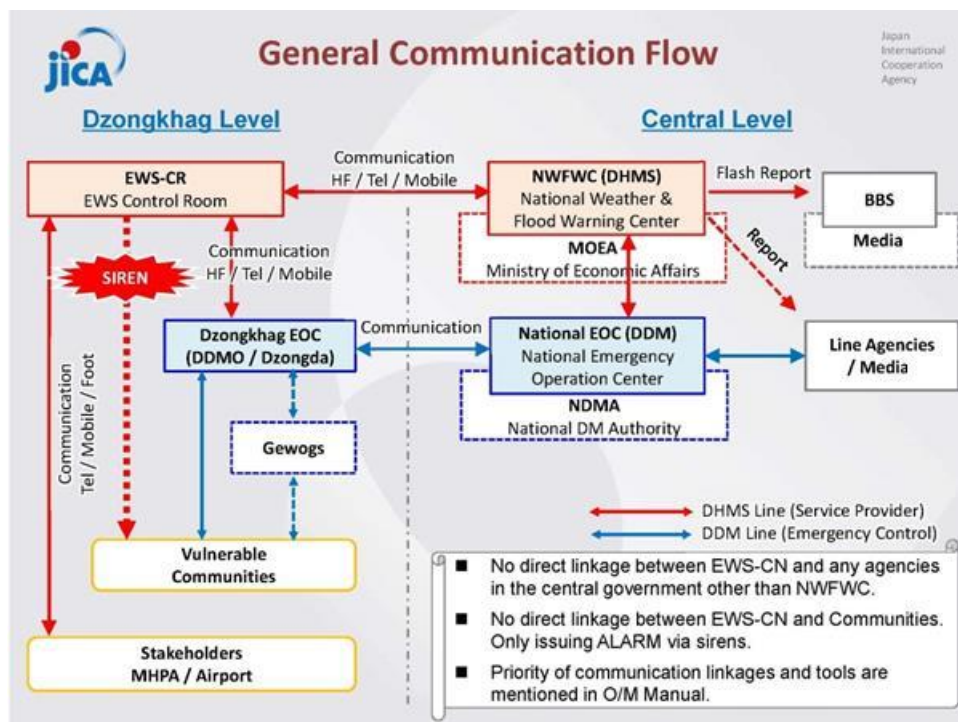 JICA
General Communication Flow
Japan
International
Cooperation
Agency
Dzongkhag Level
Central Level
EWS-CR
EWS Control Room
Communication
HF / Tel / Mobile
NWFWC (DHMS)
National Weather &
Flood Warning Center
MOEA
Ministry of Economic Affairs
Flash Report
BBS
Media
Report
SIREN
Communication
HF / Tel / Mobile
Dzongkhag EOC
(DDMO / Dzongda)
Communication
National EOC (DDM)
National Emergency
Operation Center
NDMA
National DM Authority
Line Agencies
/ Media
Communication
Tel / Mobile / Foot
Gewogs
Vulnerable
Communities
Stakeholders
MHPA / Airport
DHMS Line (Service Provider)
DDM Line (Emergency Control)
■ No direct linkage between EWS-CN and any agencies
in the central government other than NWFWC.
■ No direct linkage between EWS-CN and Communities.
Only issuing ALARM via sirens.
■ Priority of communication linkages and tools are
mentioned in O/M Manual.